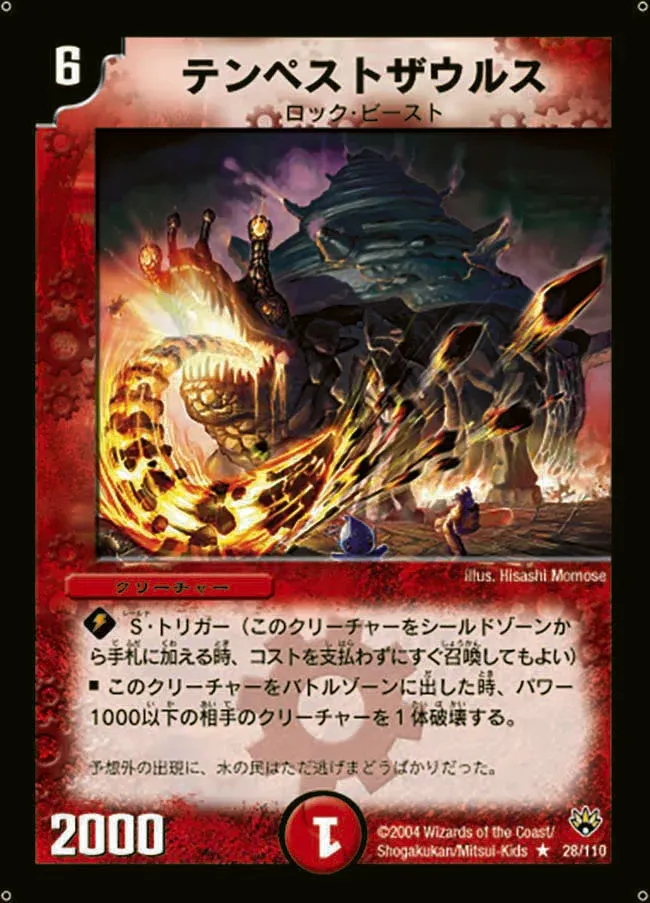 6
テンペストザウルス
ロック・ビースト
illus. Hisashi Momose
クリーチャー
S・トリガー（このクリーチャーをシールドゾーンか
ら手札に加える時、コストを支払わずにすぐ召喚してもよい）
■ このクリーチャーをバトルゾーンに出した時、パワー
1000以下の相手のクリーチャーを１体破壊する。
予想外の出現に、水の民はただ逃げまどうばかりだった。
2000
1
©2004 Wizards of the Coast/
Shogakukan/Mitsui-Kids ★ 28/110